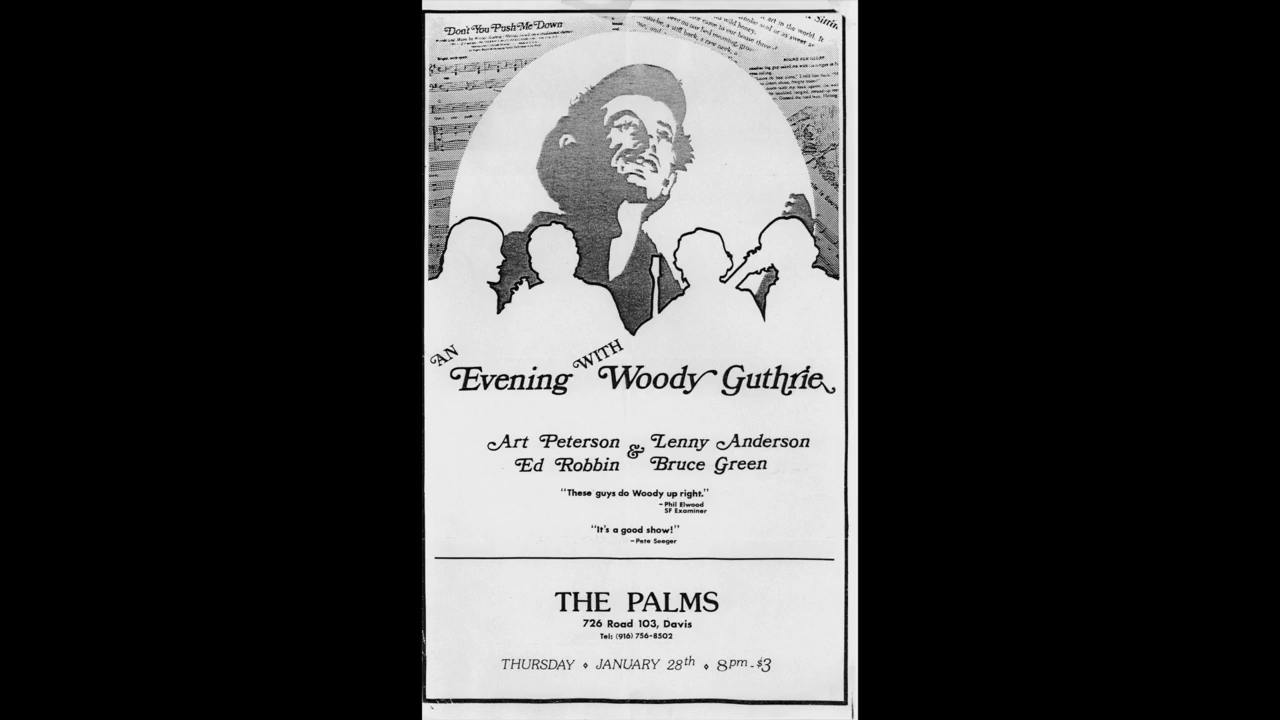 Don't You Push Me Down
AN
Evening WITH Woody Guthrie
Art Peterson & Lenny Anderson
Ed Robbin Bruce Green
"These guys do Woody up right."
- Phil Elwood
SF Examiner
"It's a good show!"
- Pete Seeger
THE PALMS
726 Road 103, Davis
Tel: (916) 756-8502
THURSDAY ⬥ JANUARY 28th ⬥ 8pm - $3